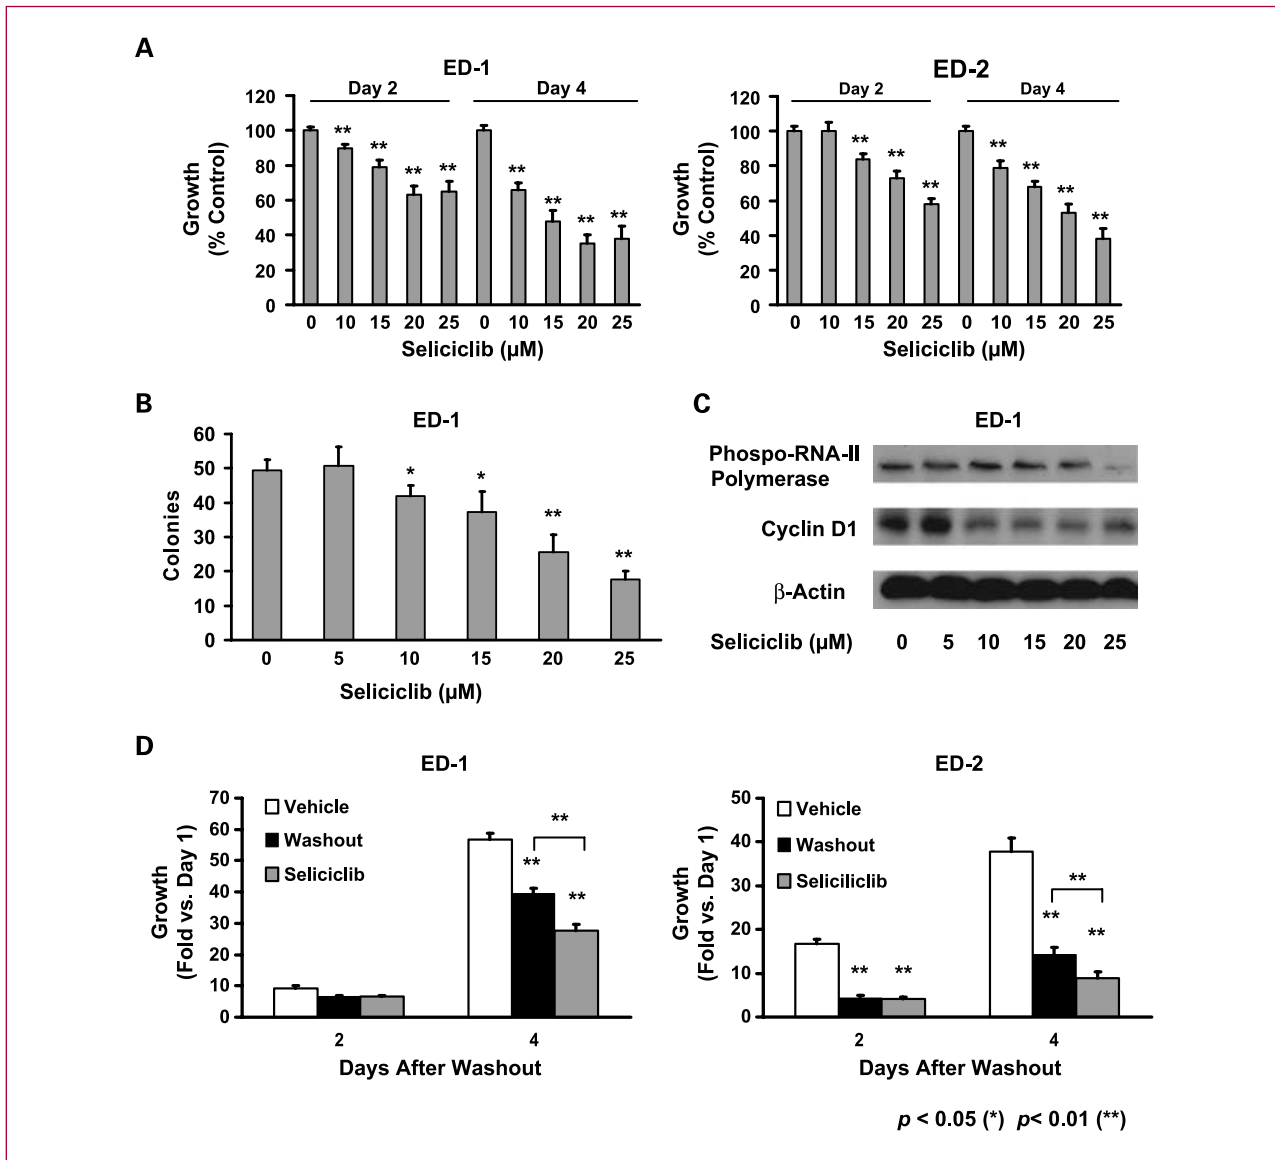 A
ED-1
Day 2 Day 4
120
100
80
60
40
20
0
Growth
(% Control)
** ** ** ** ** ** ** **
0 10 15 20 25 0 10 15 20 25
Seliciclib (µM)
ED-2
Day 2 Day 4
120
100
80
60
40
20
0
Growth
(% Control)
** ** ** ** ** ** **
0 10 15 20 25 0 10 15 20 25
Seliciclib (µM)
B
ED-1
60
50
40
30
20
10
0
Colonies
* * ** **
0 5 10 15 20 25
Seliciclib (µM)
C
ED-1
Phospo-RNA-II
Polymerase
Cyclin D1
β-Actin
Seliciclib (µM) 0 5 10 15 20 25
D
ED-1
70
60
50
40
30
20
10
0
Growth
(Fold vs. Day 1)
Vehicle
Washout
Seliciclib
**
**
**
2 4
Days After Washout
ED-2
50
40
30
20
10
0
Growth
(Fold vs. Day 1)
Vehicle
Washout
Seliciliclib
**
**
**
** **
2 4
Days After Washout
p < 0.05 (*) p< 0.01 (**)